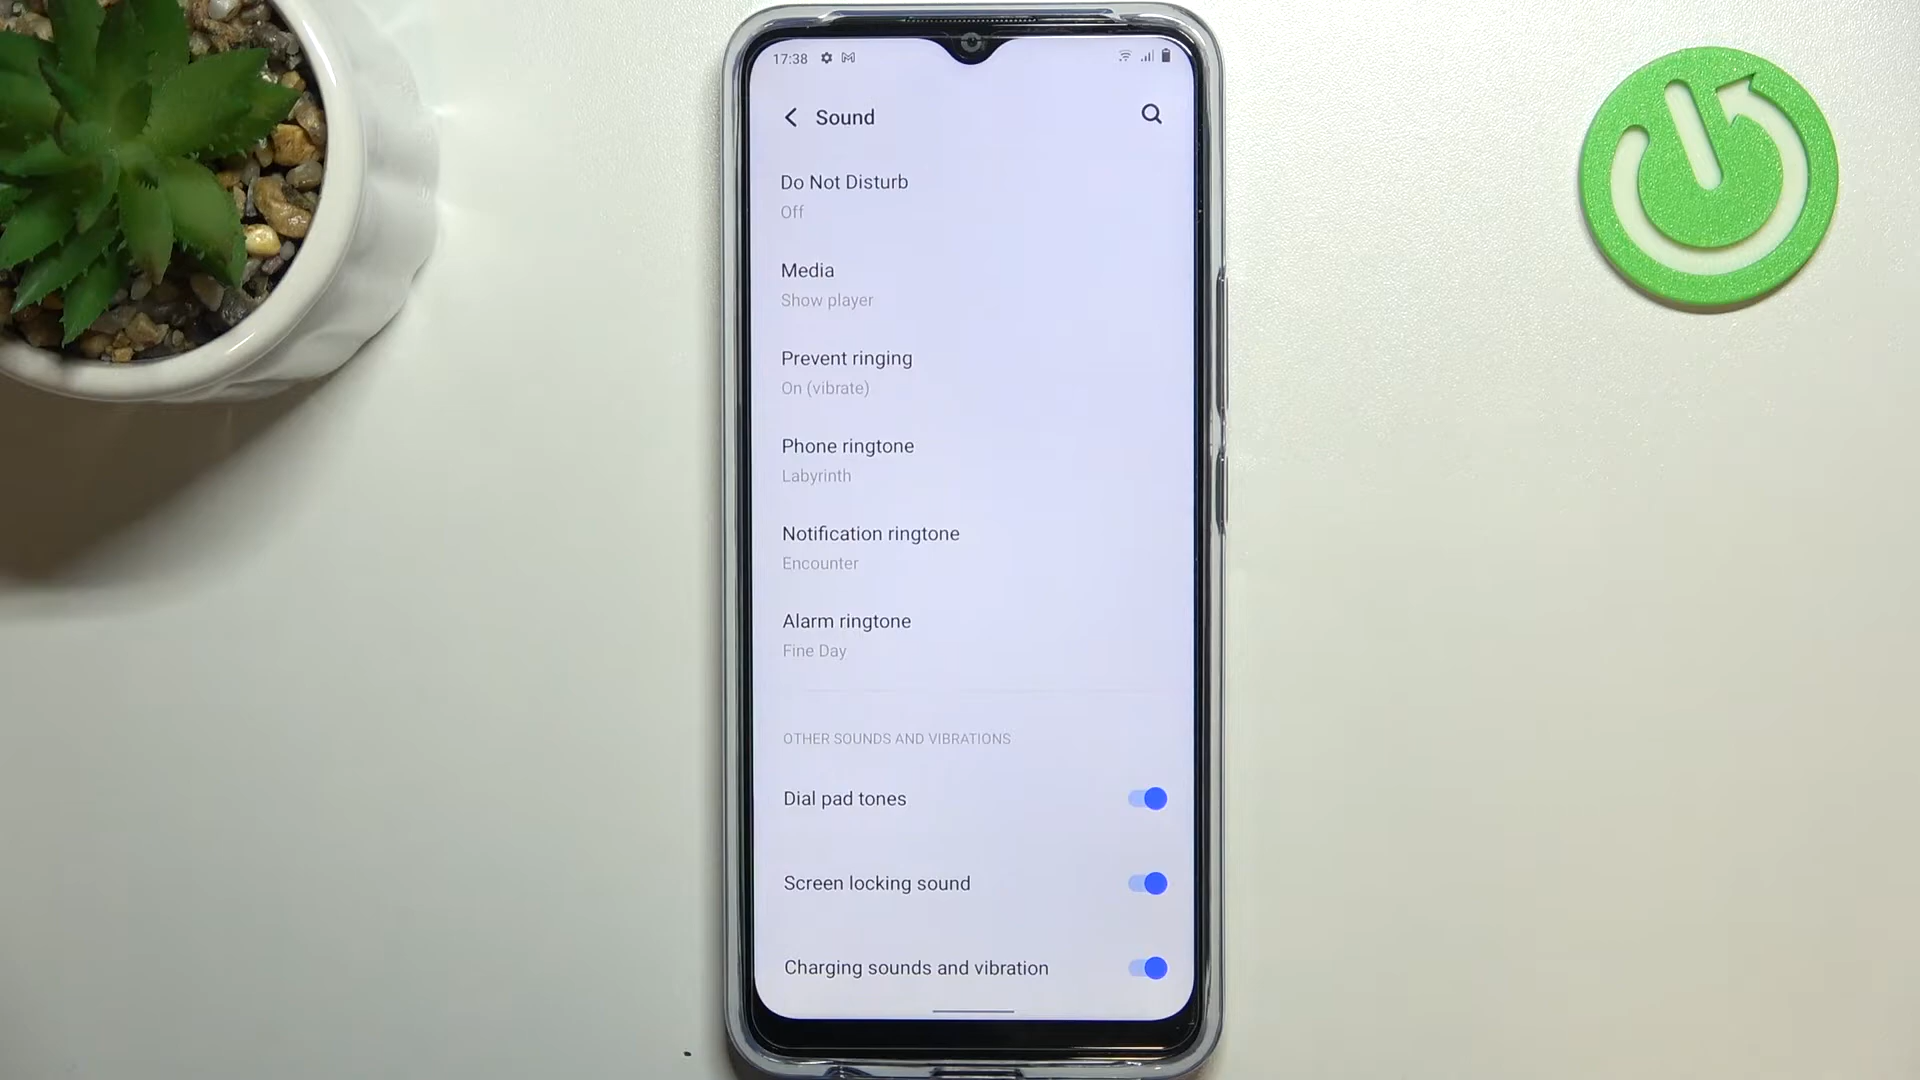 17:38
Sound
Do Not Disturb
Off
Media
Show player
Prevent ringing
On (vibrate)
Phone ringtone
Labyrinth
Notification ringtone
Encounter
Alarm ringtone
Fine Day
OTHER SOUNDS AND VIBRATIONS
Dial pad tones
Screen locking sound
Charging sounds and vibration